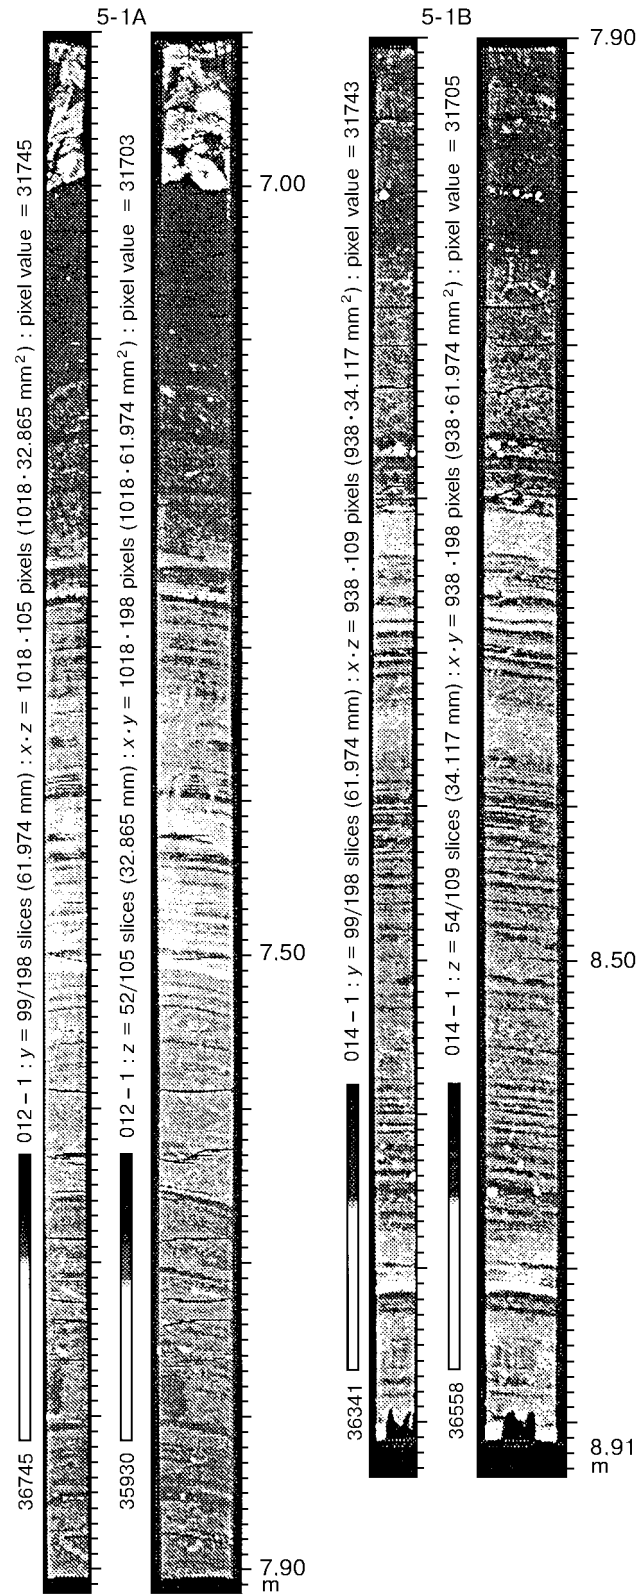 5-1A
012 – 1 : y = 99/198 slices (61.974 mm) : x · z = 1018 · 105 pixels (1018 · 32.865 mm²) : pixel value = 31745
36745
012 – 1 : z = 52/105 slices (32.865 mm) : x · y = 1018 · 198 pixels (1018 · 61.974 mm²) : pixel value = 31703
35930
7.00
7.50
7.90
m
5-1B
014 – 1 : y = 99/198 slices (61.974 mm) : x · z = 938 · 109 pixels (938 · 34.117 mm²) : pixel value = 31743
36341
014 – 1 : z = 54/109 slices (34.117 mm) : x · y = 938 · 198 pixels (938 · 61.974 mm²) : pixel value = 31705
36558
7.90
8.50
8.91
m